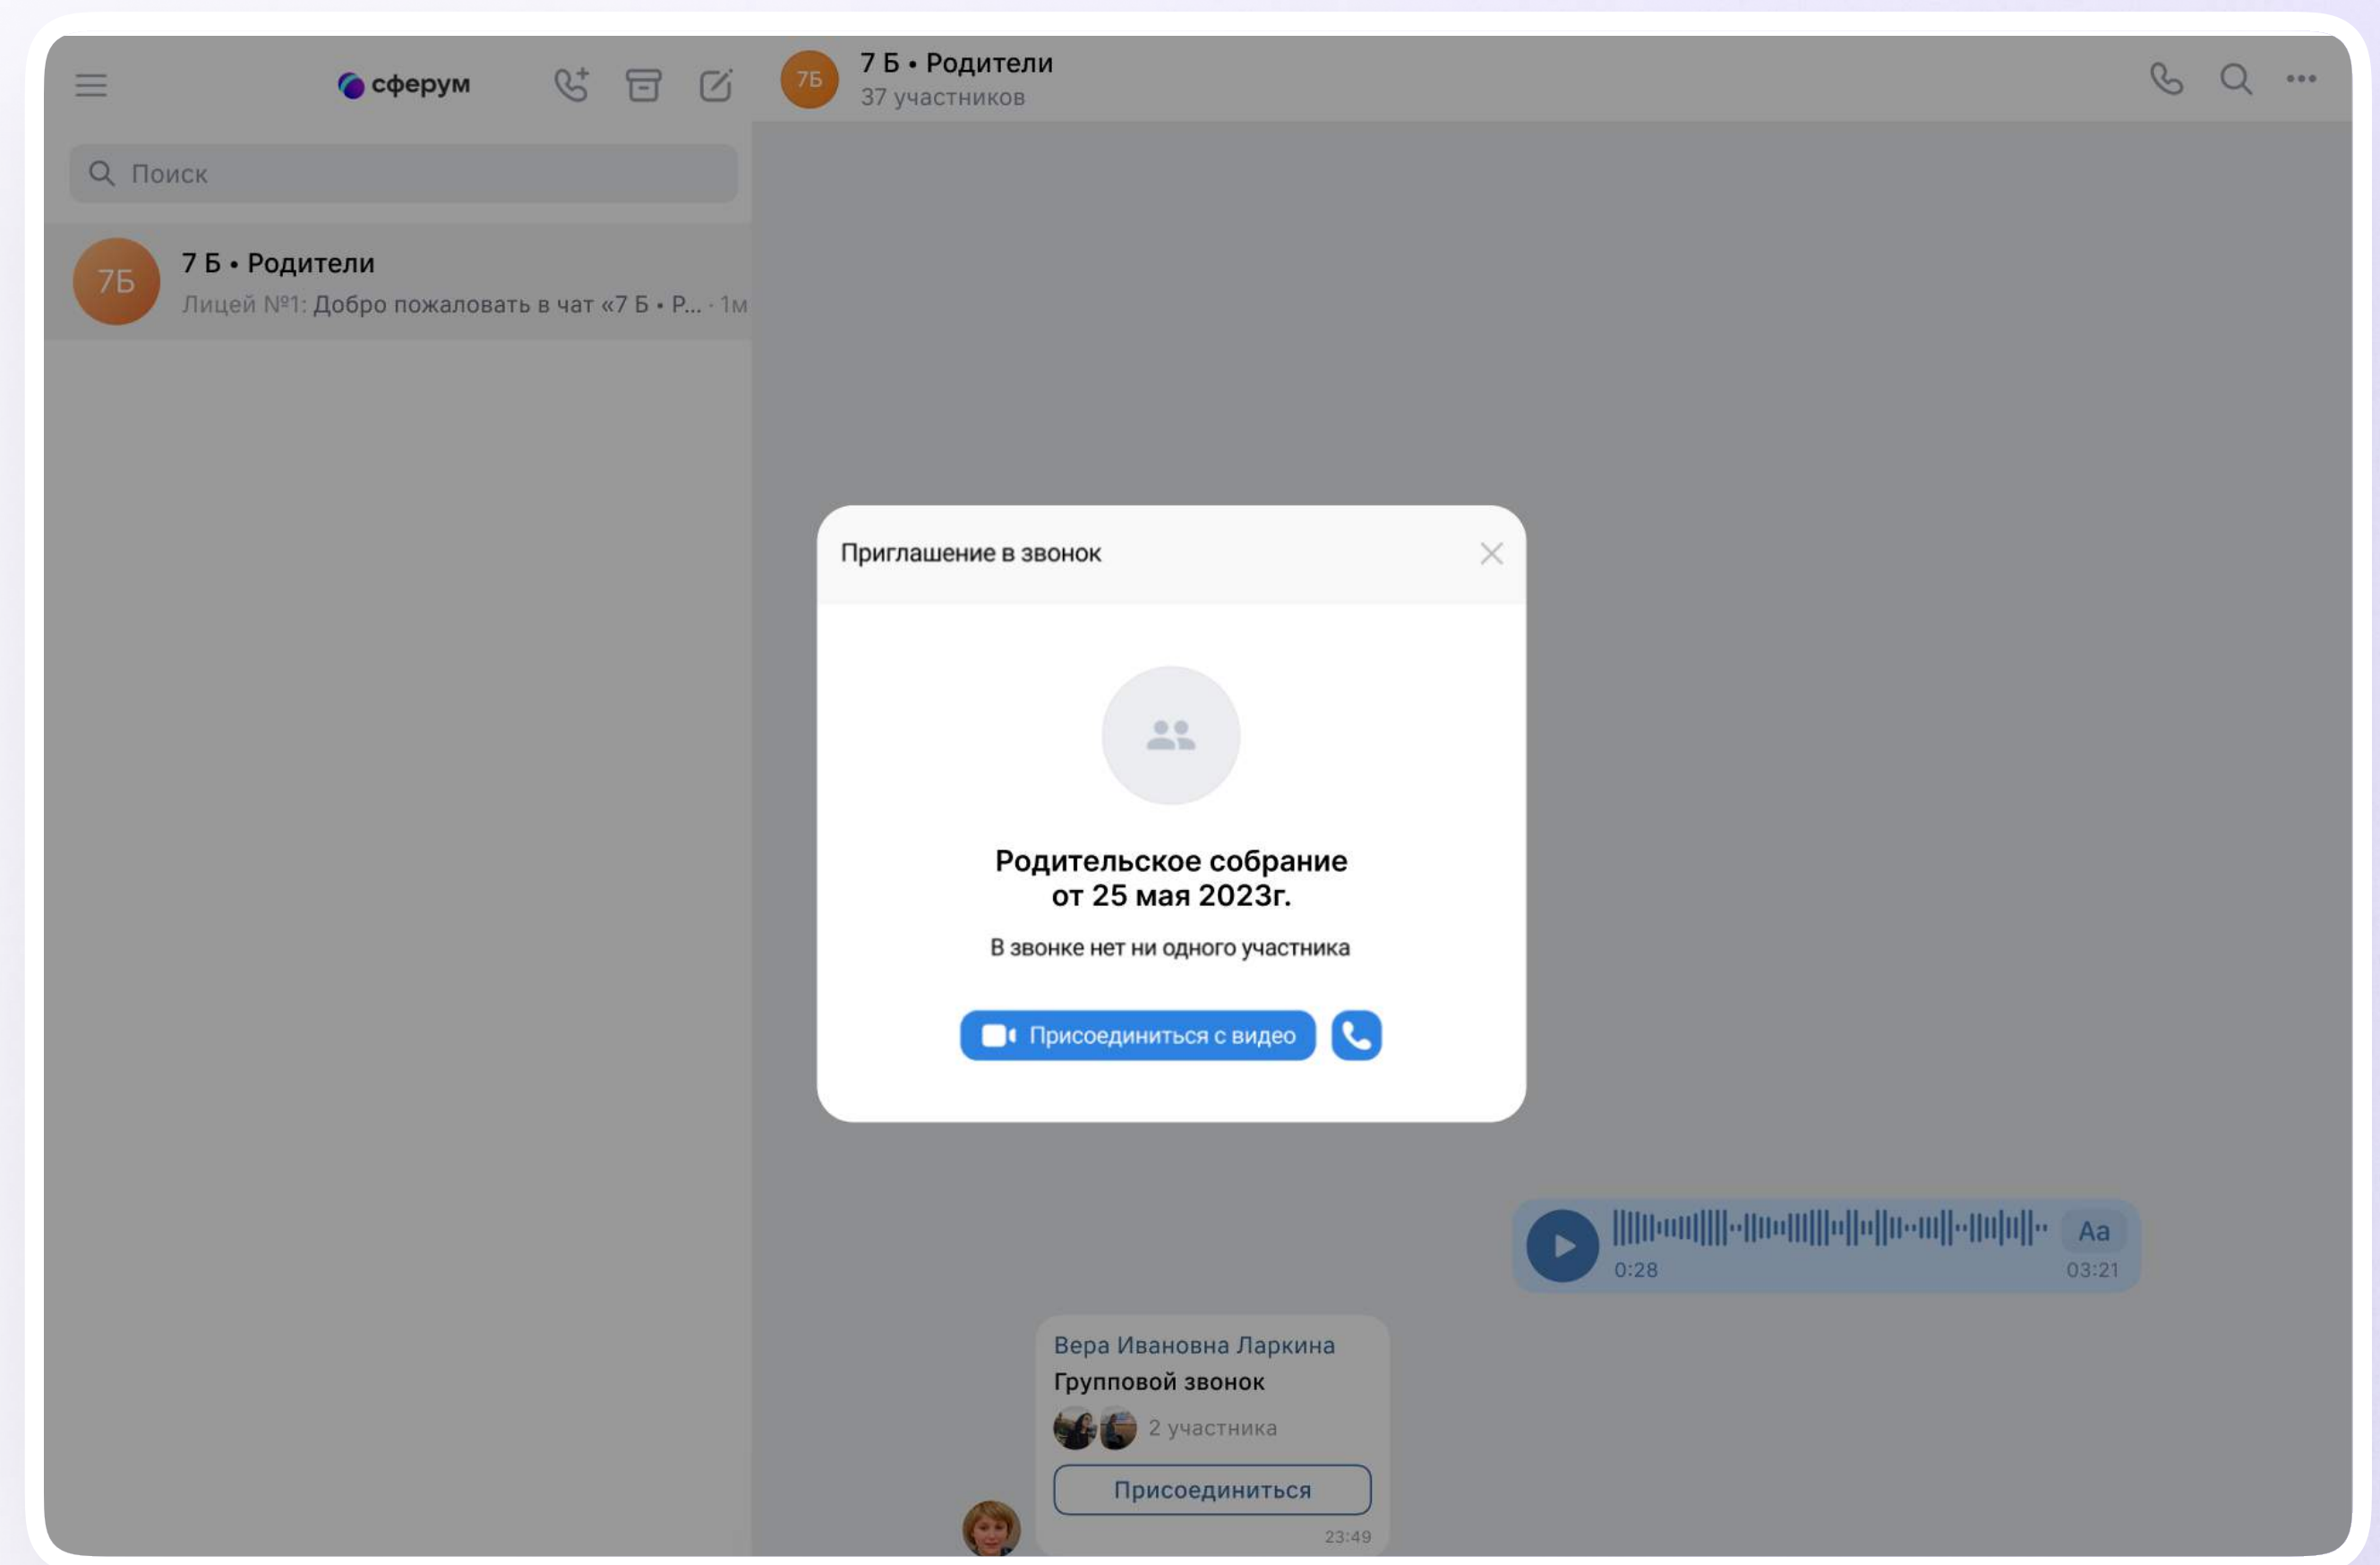 сферум
Поиск
7Б
7 Б • Родители
Лицей №1: Добро пожаловать в чат «7 Б • Р... · 1м
7Б
7 Б • Родители
37 участников
Приглашение в звонок
Родительское собрание
от 25 мая 2023г.
В звонке нет ни одного участника
Присоединиться с видео
Aa
0:28
03:21
Вера Ивановна Ларкина
Групповой звонок
2 участника
Присоединиться
23:49